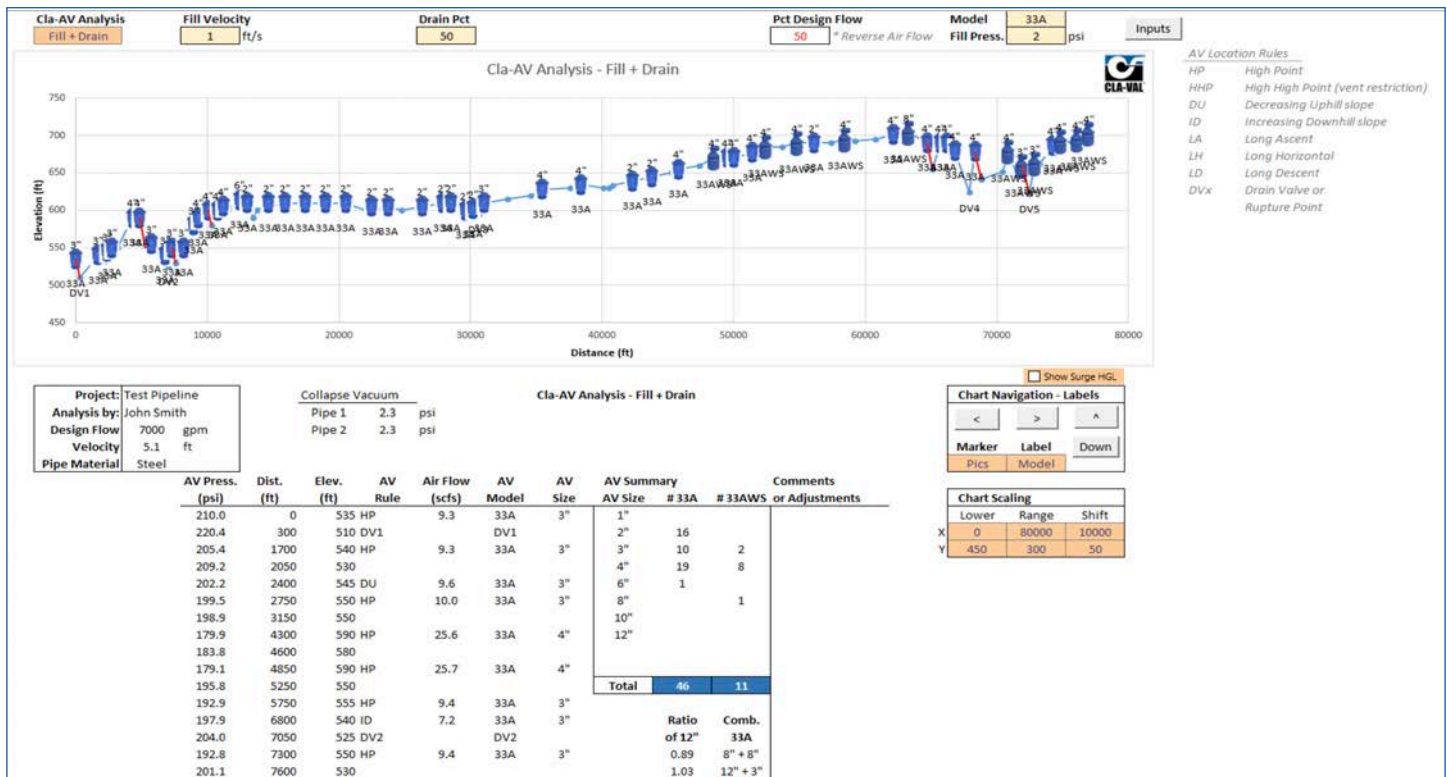 Cla-AV Analysis Fill Velocity Drain Pct Pct Design Flow Model 33A Inputs
Fill + Drain 1 ft/s 50 50 * Reverse Air Flow Fill Press. 2 psi
AV Location Rules
HP High Point
HHP High High Point (vent restriction)
DU Decreasing Uphill slope
ID Increasing Downhill slope
LA Long Ascent
LH Long Horizontal
LD Long Descent
DVx Drain Valve or
Rupture Point
Cla-AV Analysis - Fill + Drain
CLA-VAL
Elevation (ft)
750
700
650
600
550
500
450
DV1
DV2
DV4
DV5
0 10000 20000 30000 40000 50000 60000 70000 80000
Distance (ft)
Show Surge HGL
Project: Test Pipeline
Analysis by: John Smith
Design Flow 7000 gpm
Velocity 5.1 ft
Pipe Material Steel
Collapse Vacuum
Pipe 1 2.3 psi
Pipe 2 2.3 psi
Cla-AV Analysis - Fill + Drain
Chart Navigation - Labels
< > ^
Marker Label Down
Pics Model
Chart Scaling
Lower Range Shift
X 0 80000 10000
Y 450 300 50
AV Press. Dist. Elev. AV Air Flow AV AV
(psi) (ft) (ft) Rule (scfs) Model Size
210.0 0 535 HP 9.3 33A 3"
220.4 300 510 DV1 DV1
205.4 1700 540 HP 9.3 33A 3"
209.2 2050 530
202.2 2400 545 DU 9.6 33A 3"
199.5 2750 550 HP 10.0 33A 3"
198.9 3150 550
179.9 4300 590 HP 25.6 33A 4"
183.8 4600 580
179.1 4850 590 HP 25.7 33A 4"
195.8 5250 550
192.9 5750 555 HP 9.4 33A 3"
197.9 6800 540 ID 7.2 33A 3"
204.0 7050 525 DV2 DV2
192.8 7300 550 HP 9.4 33A 3"
201.1 7600 530
AV Summary
AV Size # 33A # 33AWS
1"
2" 16
3" 10 2
4" 19 8
6" 1
8" 1
10"
12"
Total 46 11
Ratio Comb.
of 12" 33A
0.89 8" + 8"
1.03 12" + 3"
Comments
or Adjustments